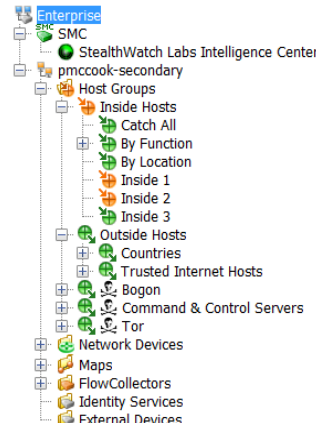 Enterprise
SMC
SMC
StealthWatch Labs Intelligence Center
pmccook-secondary
Host Groups
Inside Hosts
Catch All
By Function
By Location
Inside 1
Inside 2
Inside 3
Outside Hosts
Countries
Trusted Internet Hosts
Bogon
Command & Control Servers
Tor
Network Devices
Maps
FlowCollectors
Identity Services
External Devices